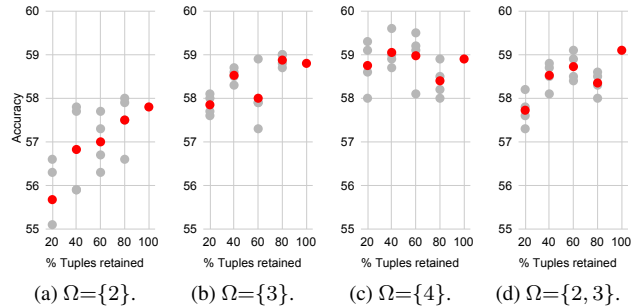 60 60 60 60
59 59 59 59
58 58 58 58
Accuracy
57 57 57 57
56 56 56 56
55 55 55 55
20 40 60 80 100 20 40 60 80 100 20 40 60 80 100 20 40 60 80 100
% Tuples retained % Tuples retained % Tuples retained % Tuples retained
(a) Ω={2}. (b) Ω={3}. (c) Ω={4}. (d) Ω={2, 3}.